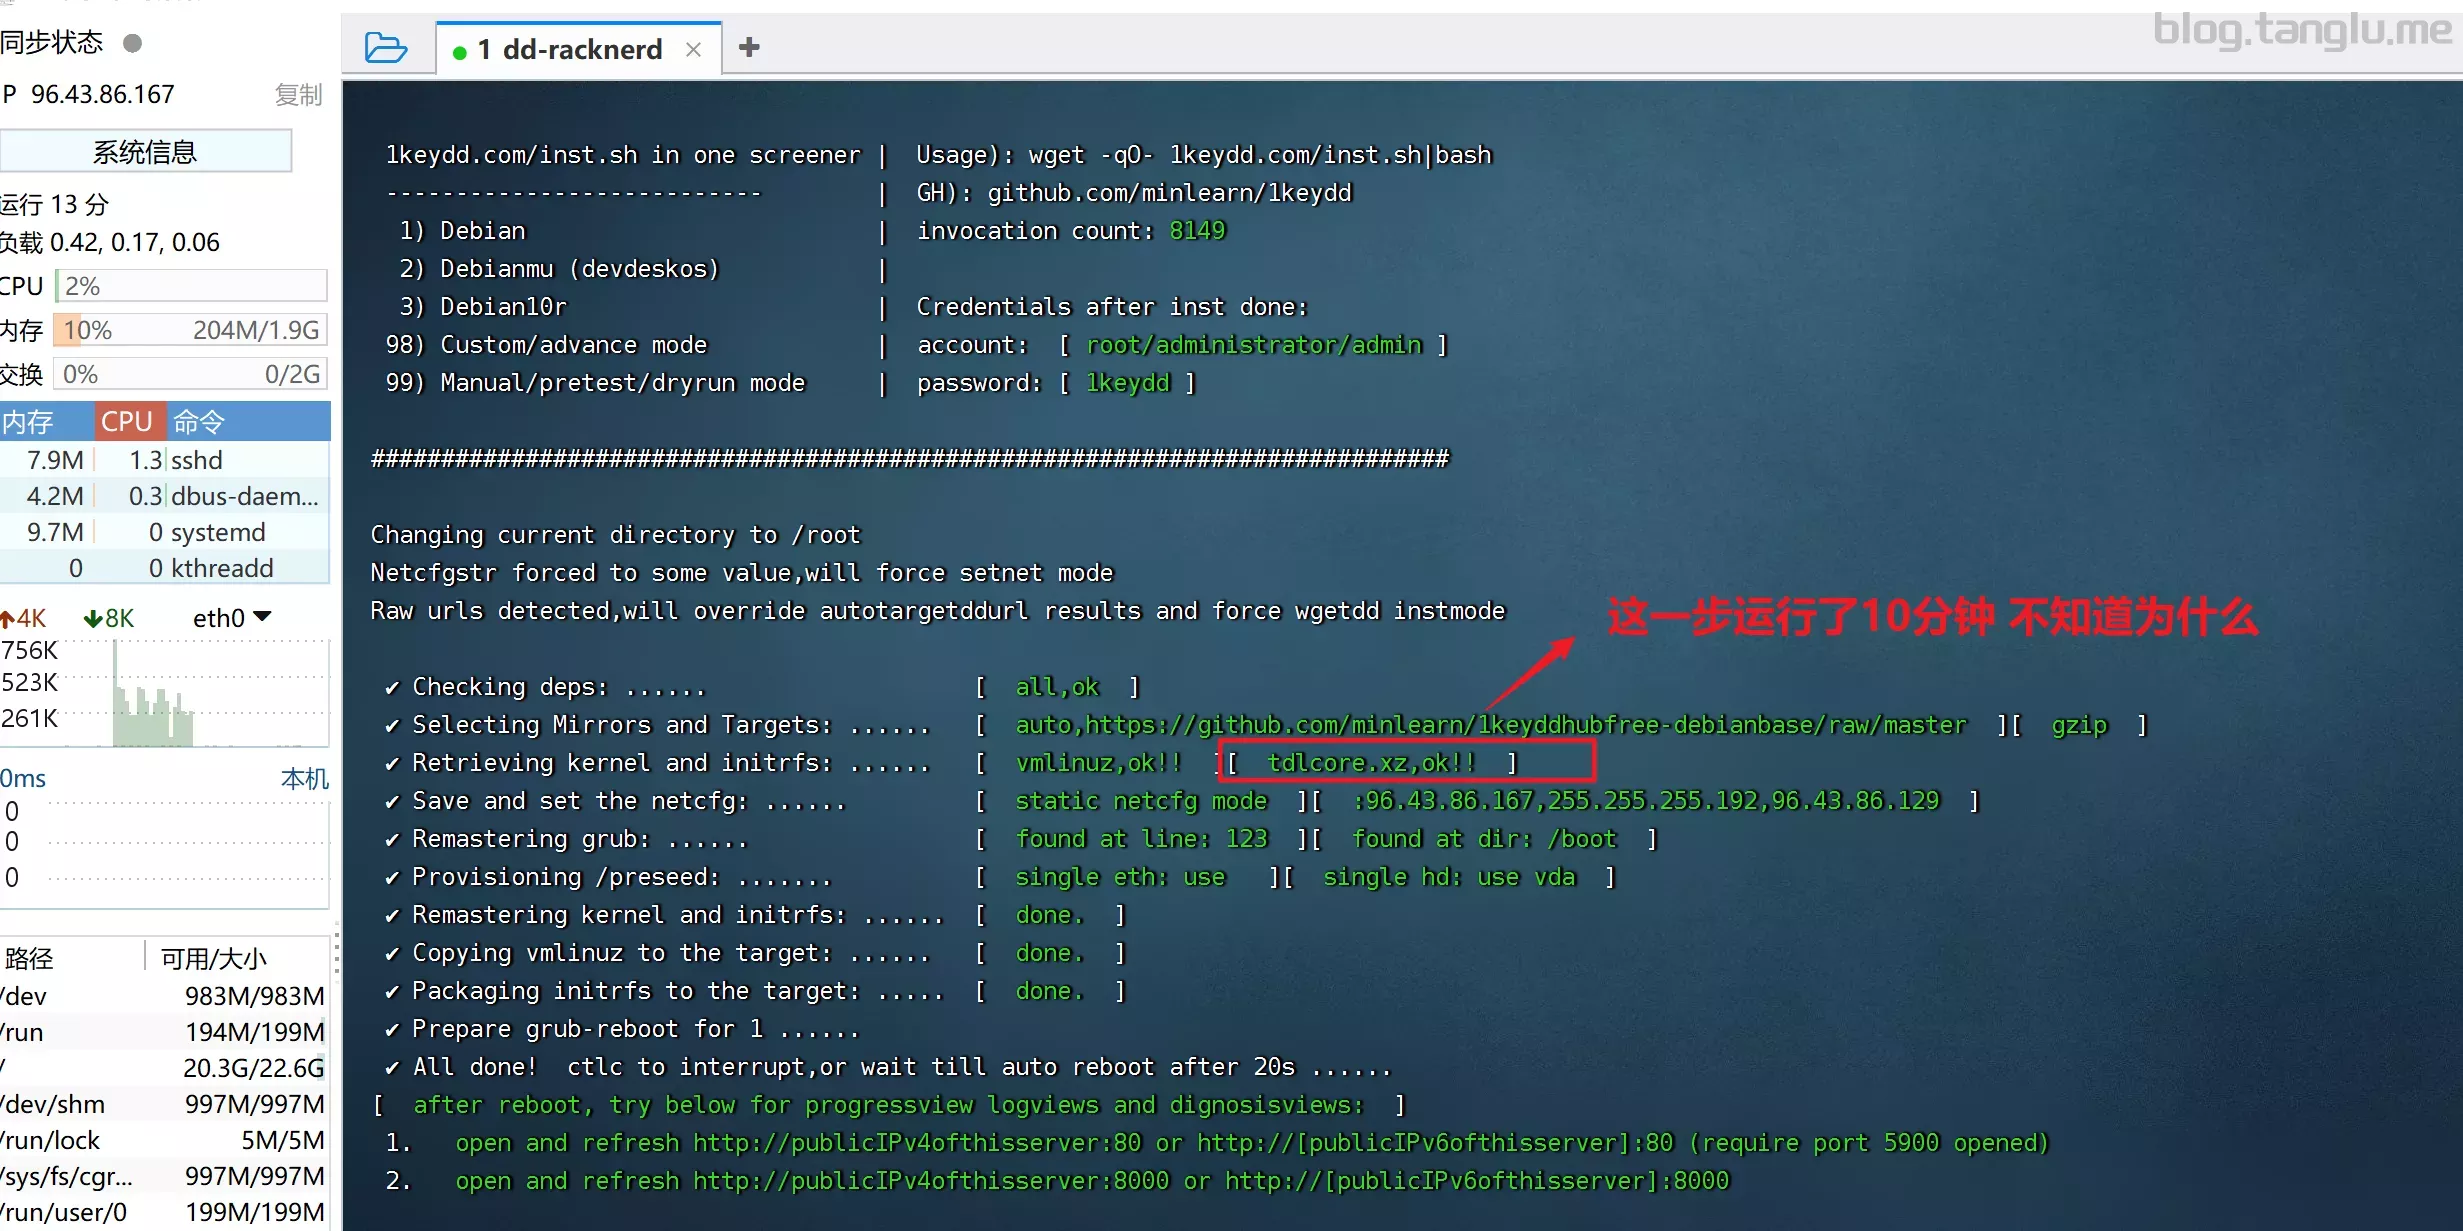 blog.tanglu.me
同步状态
P 96.43.86.167 复制
系统信息
运行 13 分
负载 0.42, 0.17, 0.06
CPU 2%
内存 10% 204M/1.9G
交换 0% 0/2G
内存 CPU 命令
7.9M 1.3 sshd
4.2M 0.3 dbus-daem...
9.7M 0 systemd
0 0 kthreadd
4K 8K eth0
756K
523K
261K
0ms 本机
0
0
0
路径 可用/大小
/dev 983M/983M
/run 194M/199M
/ 20.3G/22.6G
/dev/shm 997M/997M
/run/lock 5M/5M
/sys/fs/cgr... 997M/997M
/run/user/0 199M/199M
1 dd-racknerd × +
1keydd.com/inst.sh in one screener | Usage): wget -qO- 1keydd.com/inst.sh|bash
--------------------------- | GH): github.com/minlearn/1keydd
1) Debian | invocation count: 8149
2) Debianmu (devdeskos) |
3) Debian10r | Credentials after inst done:
98) Custom/advance mode | account: [ root/administrator/admin ]
99) Manual/pretest/dryrun mode | password: [ 1keydd ]
#############################################################################
Changing current directory to /root
Netcfgstr forced to some value,will force setnet mode
Raw urls detected,will override autotargetddurl results and force wgetdd instmode
这一步运行了10分钟 不知道为什么
✔ Checking deps: ...... [ all,ok ]
✔ Selecting Mirrors and Targets: ...... [ auto,https://github.com/minlearn/1keyddhubfree-debianbase/raw/master ][ gzip ]
✔ Retrieving kernel and initrfs: ...... [ vmlinuz,ok!! ][ tdlcore.xz,ok!! ]
✔ Save and set the netcfg: ...... [ static netcfg mode ][ :96.43.86.167,255.255.255.192,96.43.86.129 ]
✔ Remastering grub: ...... [ found at line: 123 ][ found at dir: /boot ]
✔ Provisioning /preseed: ....... [ single eth: use ][ single hd: use vda ]
✔ Remastering kernel and initrfs: ...... [ done. ]
✔ Copying vmlinuz to the target: ...... [ done. ]
✔ Packaging initrfs to the target: ..... [ done. ]
✔ Prepare grub-reboot for 1 ......
✔ All done! ctlc to interrupt,or wait till auto reboot after 20s ......
[ after reboot, try below for progressview logviews and dignosisviews: ]
1. open and refresh http://publicIPv4ofthisserver:80 or http://[publicIPv6ofthisserver]:80 (require port 5900 opened)
2. open and refresh http://publicIPv4ofthisserver:8000 or http://[publicIPv6ofthisserver]:8000